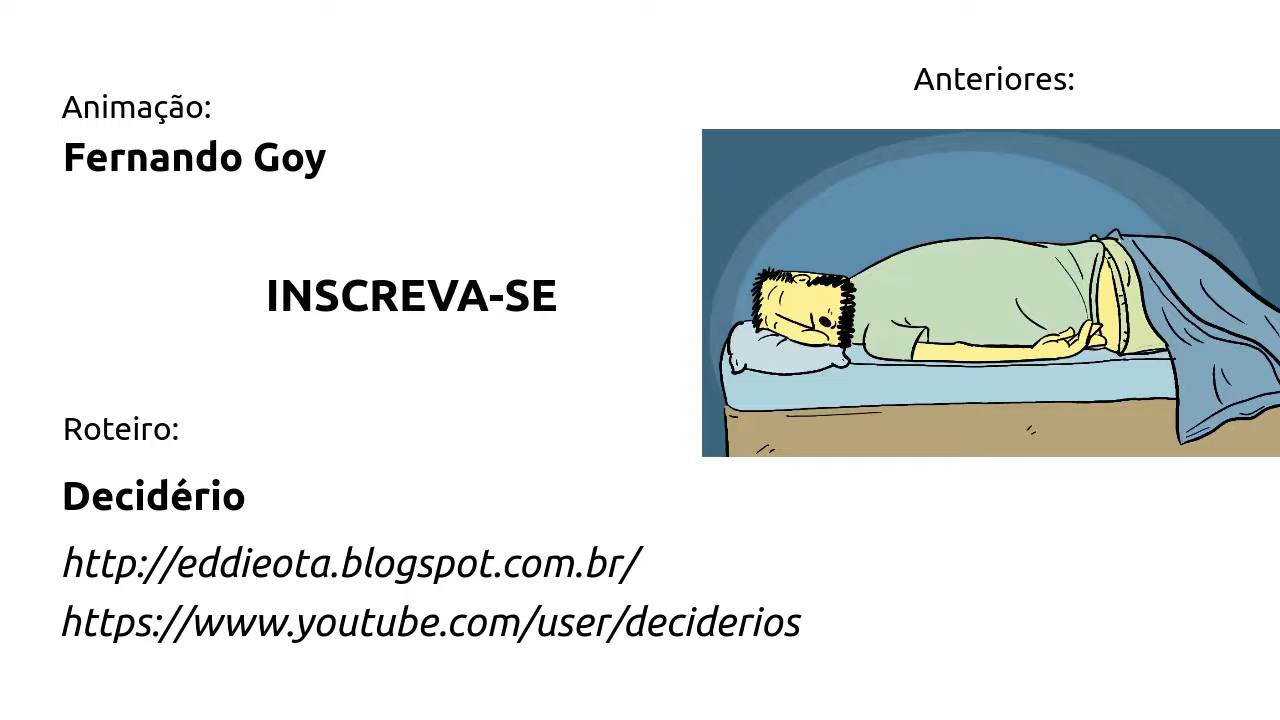 Animação:
Fernando Goy
INSCREVA-SE
Roteiro:
Decidério
http://eddieota.blogspot.com.br/
https://www.youtube.com/user/deciderios
Anteriores: